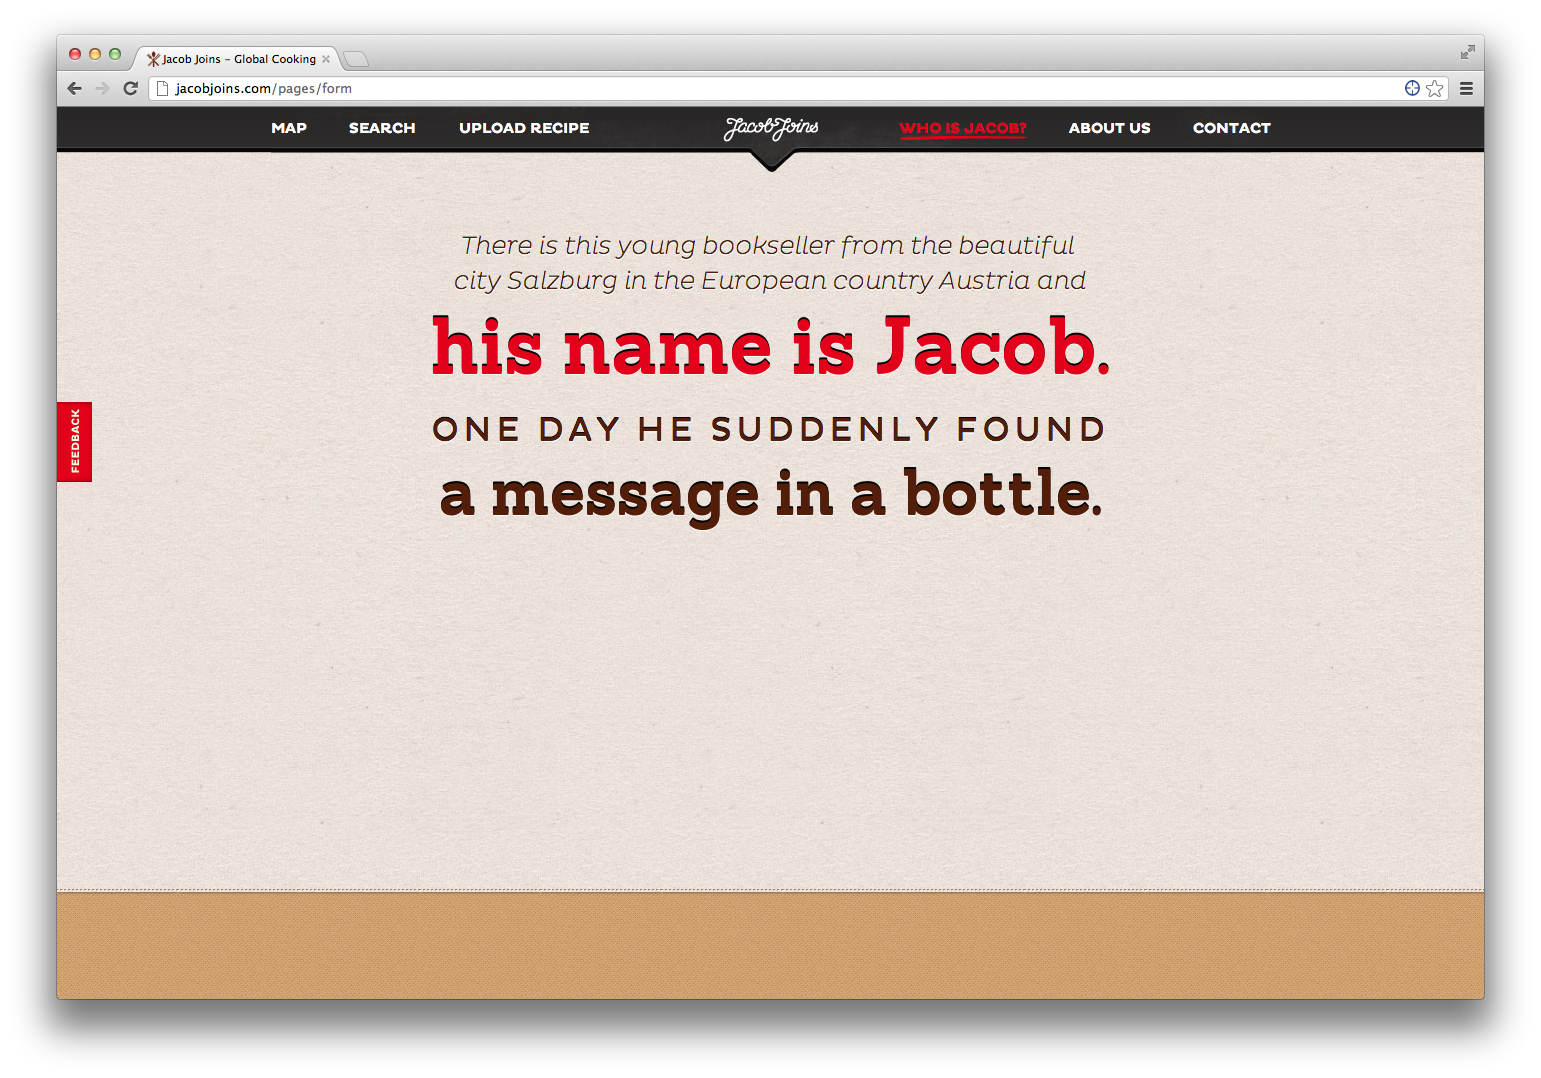 Jacob Joins – Global Cooking
jacobjoins.com/pages/form
MAP SEARCH UPLOAD RECIPE JacobJoins WHO IS JACOB? ABOUT US CONTACT
There is this young bookseller from the beautiful
city Salzburg in the European country Austria and
his name is Jacob.
FEEDBACK
ONE DAY HE SUDDENLY FOUND
a message in a bottle.